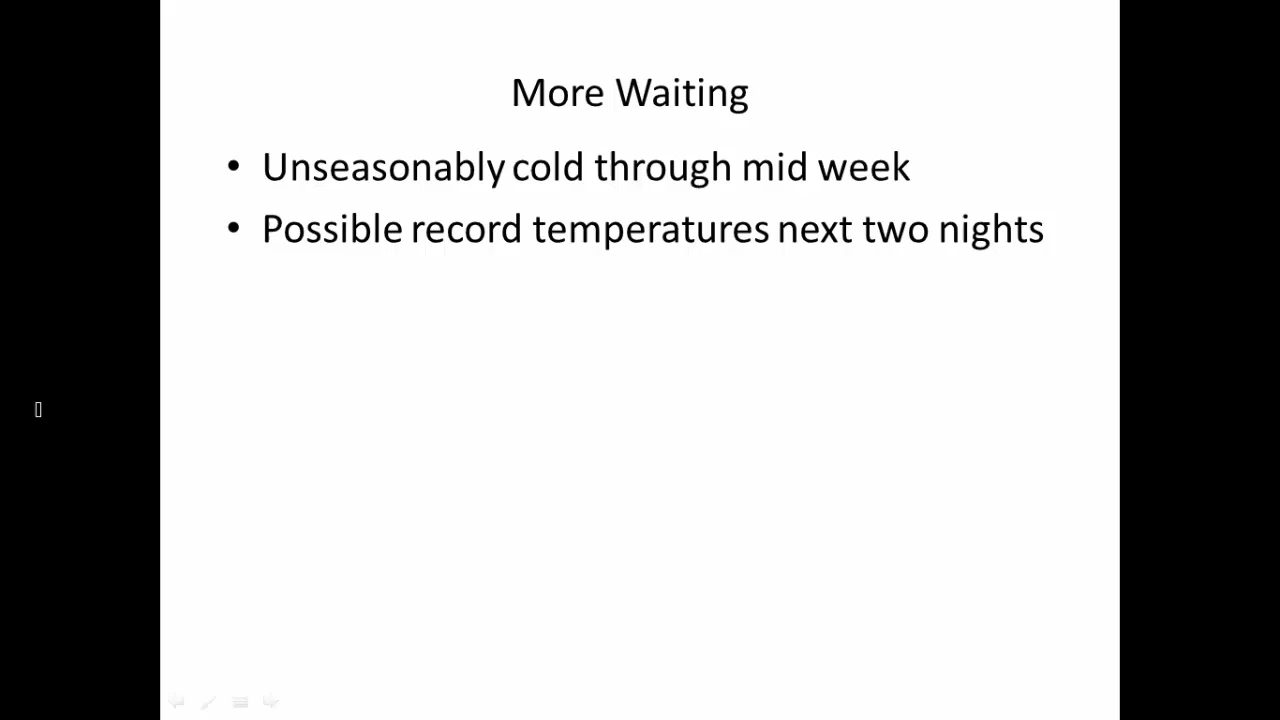 More Waiting
• Unseasonably cold through mid week
• Possible record temperatures next two nights